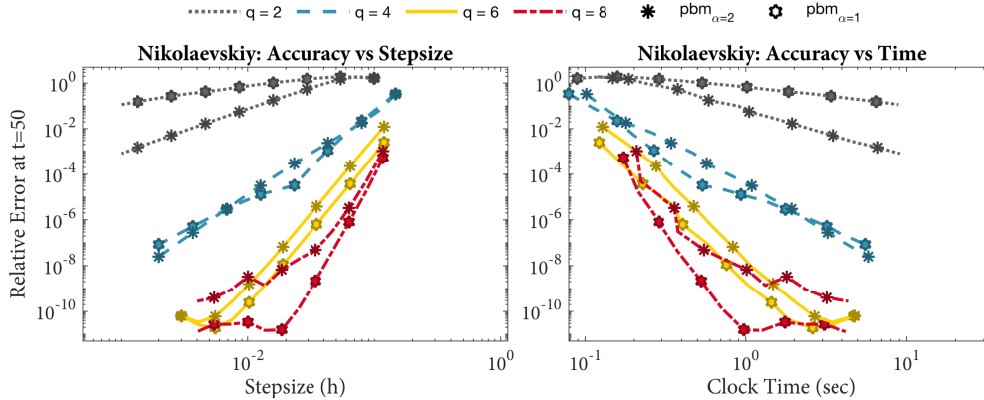 q = 2 q = 4 q = 6 q = 8 pbm α=2 pbm α=1
Nikolaevskiy: Accuracy vs Stepsize
Relative Error at t=50
10^0
10^-2
10^-4
10^-6
10^-8
10^-10
10^-2 10^0
Stepsize (h)
Nikolaevskiy: Accuracy vs Time
10^0
10^-2
10^-4
10^-6
10^-8
10^-10
10^-1 10^0 10^1
Clock Time (sec)